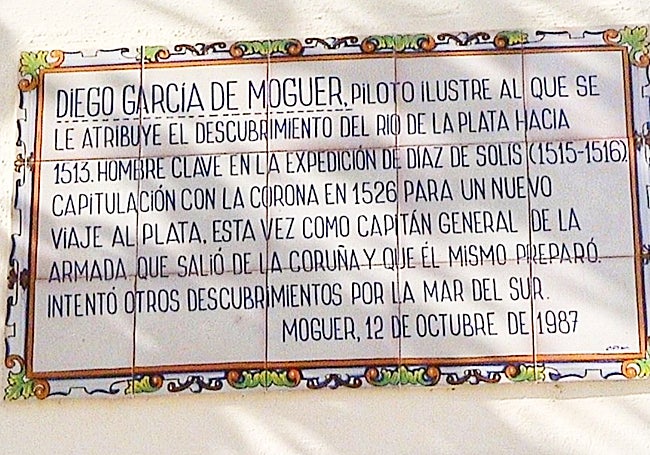 DIEGO GARCÍA DE MOGUER, PILOTO ILUSTRE AL QUE SE
LE ATRIBUYE EL DESCUBRIMIENTO DEL RIO DE LA PLATA HACIA
1513. HOMBRE CLAVE EN LA EXPEDICIÓN DE DÍAZ DE SOLÍS (1515-1516).
CAPITULACIÓN CON LA CORONA EN 1526 PARA UN NUEVO
VIAJE AL PLATA, ESTA VEZ COMO CAPITÁN GENERAL DE LA
ARMADA QUE SALIÓ DE LA CORUÑA Y QUE ÉL MISMO PREPARÓ.
INTENTÓ OTROS DESCUBRIMIENTOS POR LA MAR DEL SUR.
MOGUER, 12 DE OCTUBRE DE 1987